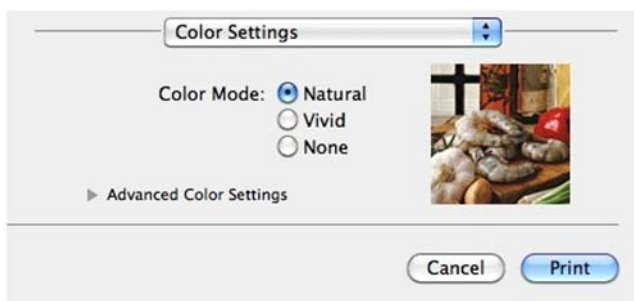 Color Settings
Color Mode: Natural
Vivid
None
Advanced Color Settings
Cancel Print